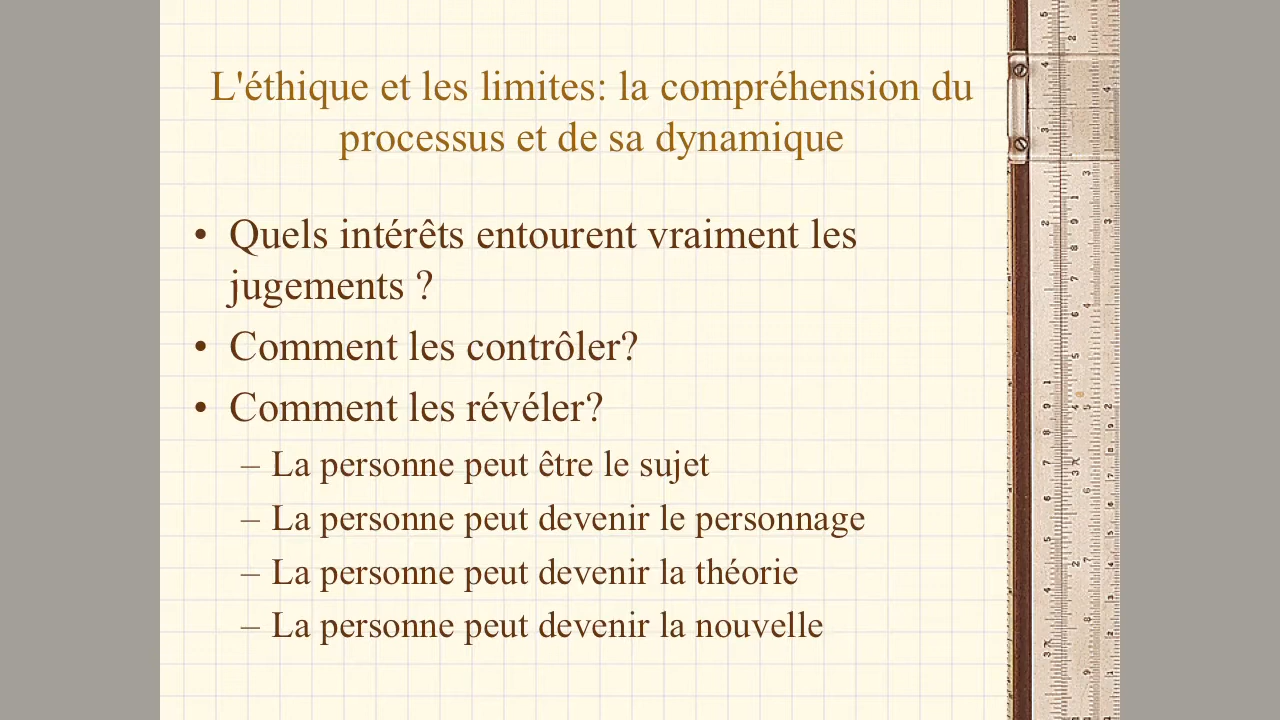 L'éthique et les limites: la compréhension du
processus et de sa dynamique
• Quels interêts entourent vraiment les
jugements ?
• Comment les contrôler?
• Comment les révéler?
– La personne peut être le sujet
– La personne peut devenir le personnage
– La personne peut devenir la théorie
– La personne peut devenir la nouvelle